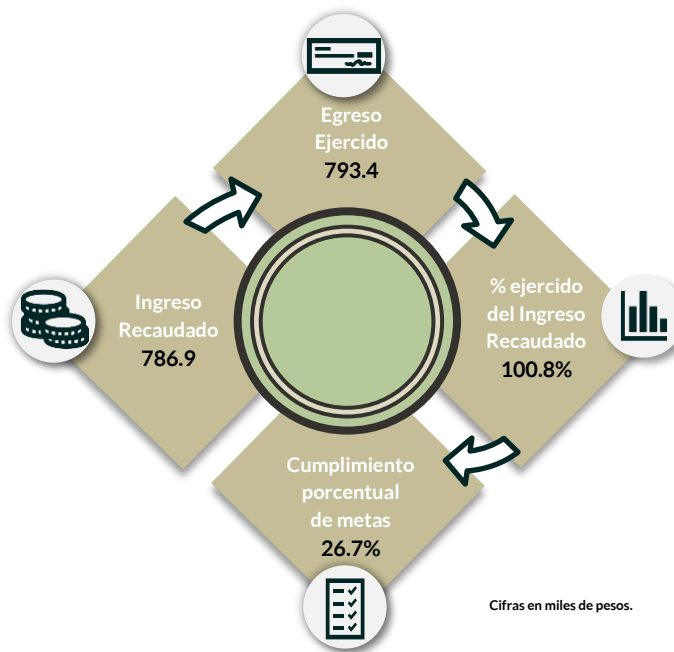 Egreso
Ejercido
793.4
Ingreso
Recaudado
786.9
% ejercido
del Ingreso
Recaudado
100.8%
Cumplimiento
porcentual
de metas
26.7%
Cifras en miles de pesos.